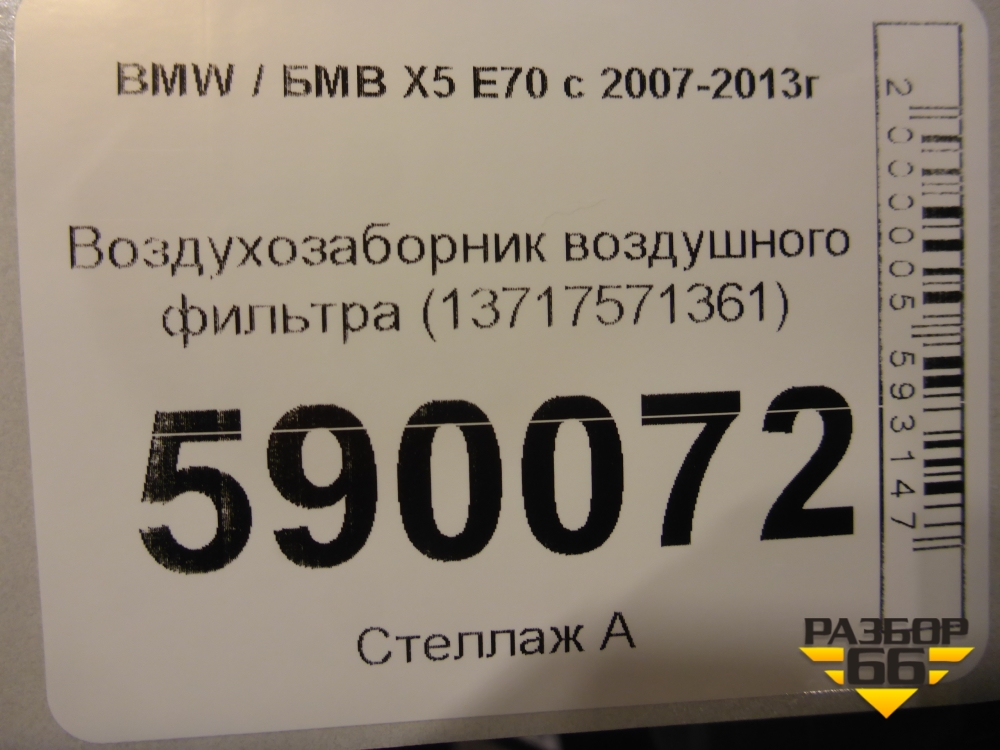 BMW / БМВ X5 E70 с 2007-2013г
Воздухозаборник воздушного
фильтра (13717571361)
590072
Стеллаж А
2000005593147
РАЗБОР
66